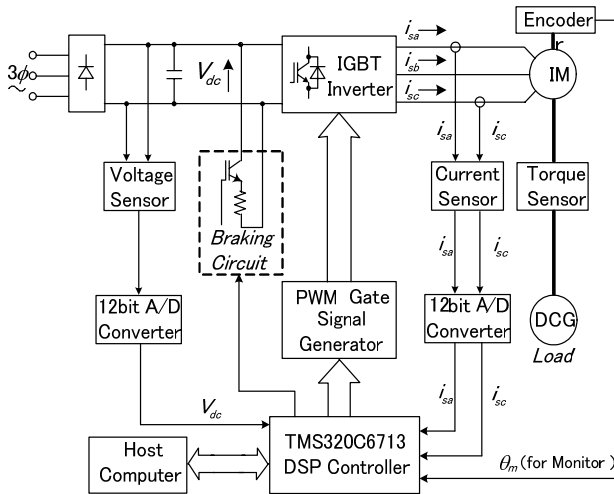 Encoder
r
i_sa
i_sb
i_sc
3ϕ
~
V_dc
IGBT
Inverter
IM
i_sa
i_sc
Voltage
Sensor
Current
Sensor
Torque
Sensor
Braking
Circuit
i_sa
i_sc
12bit A/D
Converter
PWM Gate
Signal
Generator
12bit A/D
Converter
DCG
Load
V_dc
i_sa
i_sc
Host
Computer
TMS320C6713
DSP Controller
θ_m (for Monitor)